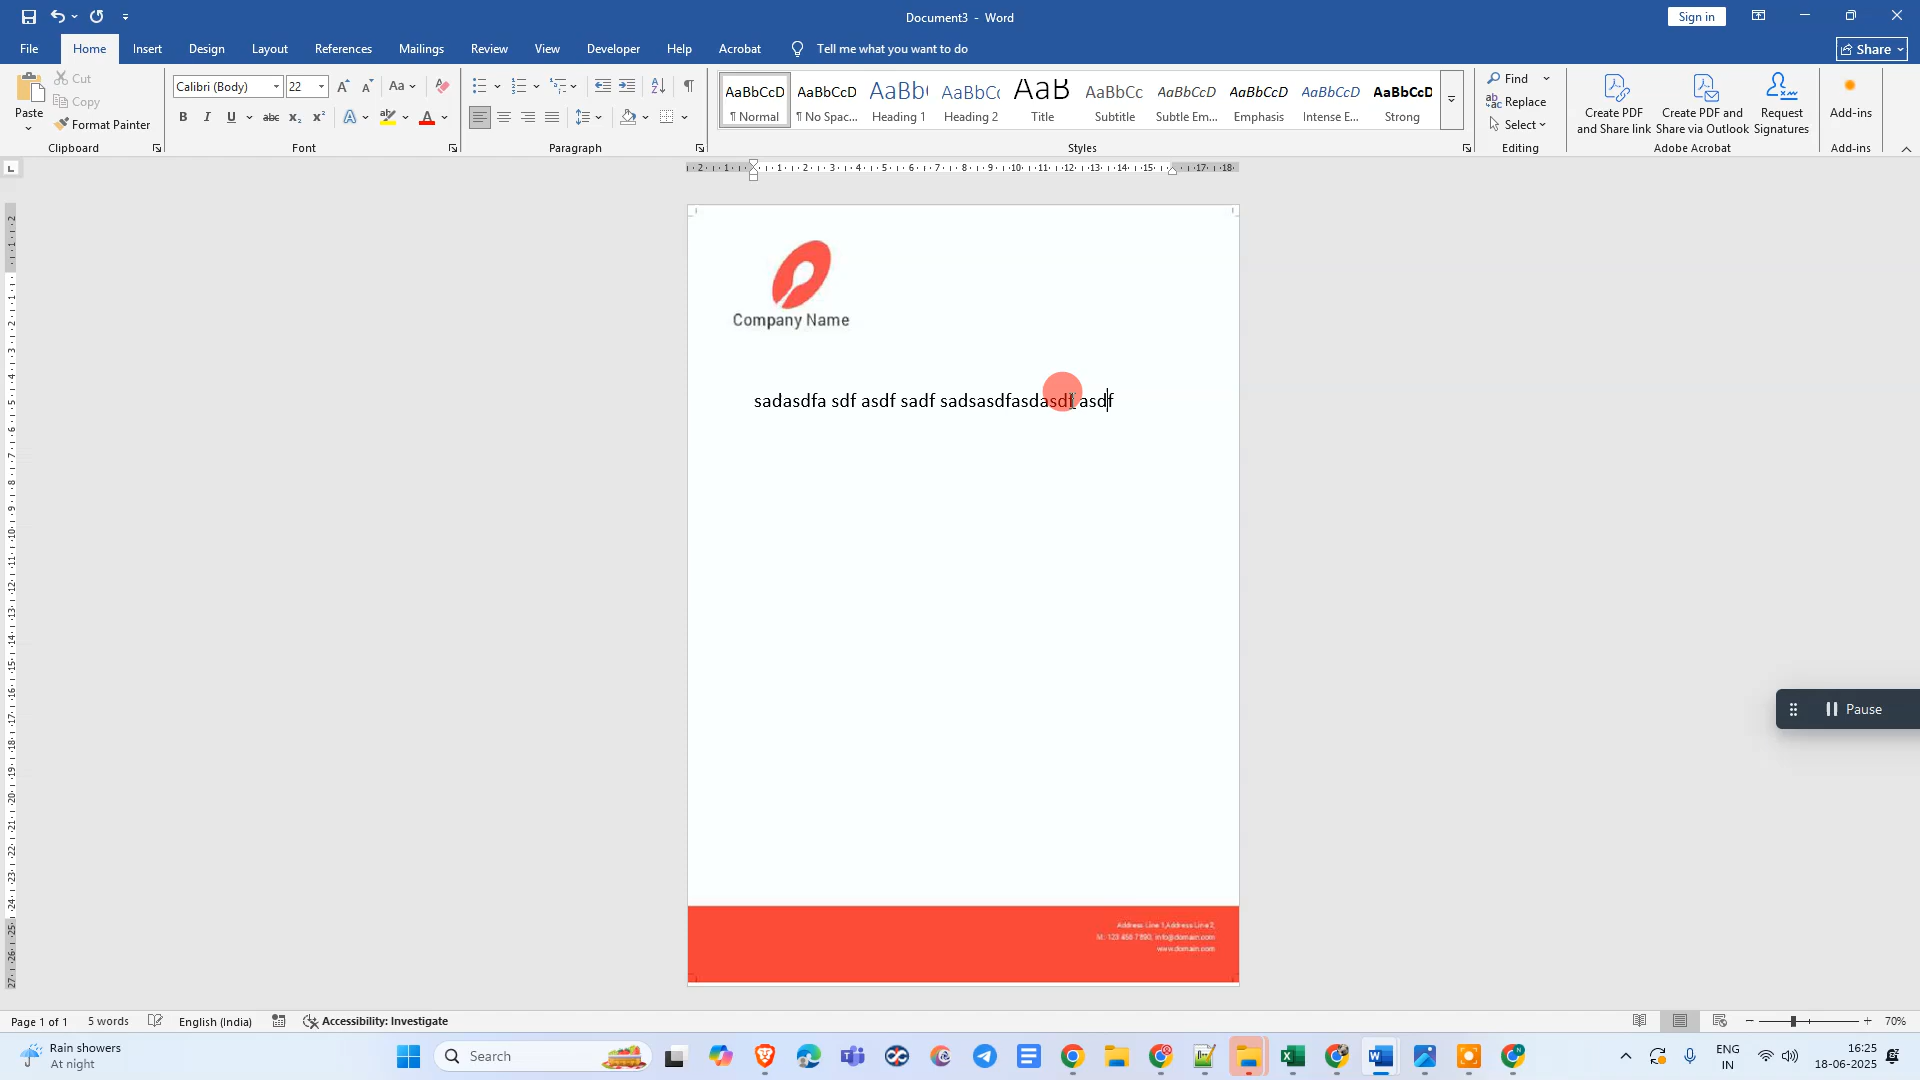 Document3 - Word
Sign in
File Home Insert Design Layout References Mailings Review View Developer Help Acrobat Tell me what you want to do
Share
Paste
Cut
Copy
Format Painter
Clipboard
Calibri (Body) 22
Font
Paragraph
AaBbCcD AaBbCcD AaBb( AaBbC( AaB AaBbCc AaBbCcD AaBbCcD AaBbCcD AaBbCcD
¶ Normal ¶ No Spac... Heading 1 Heading 2 Title Subtitle Subtle Em... Emphasis Intense E... Strong
Styles
Find
Replace
Select
Editing
Create PDF and Share link
Create PDF and Share via Outlook
Request Signatures
Adobe Acrobat
Add-ins
Add-ins
Company Name
sadasdfa sdf asdf sadf sadsasdfasdasdf asdf
Address Line 1,Address Line 2,
M: 123 456 7890, info@domain.com
www.domain.com
Pause
Page 1 of 1 5 words English (India) Accessibility: Investigate
70%
Rain showers
At night
Search
ENG
IN
16:25
18-06-2025